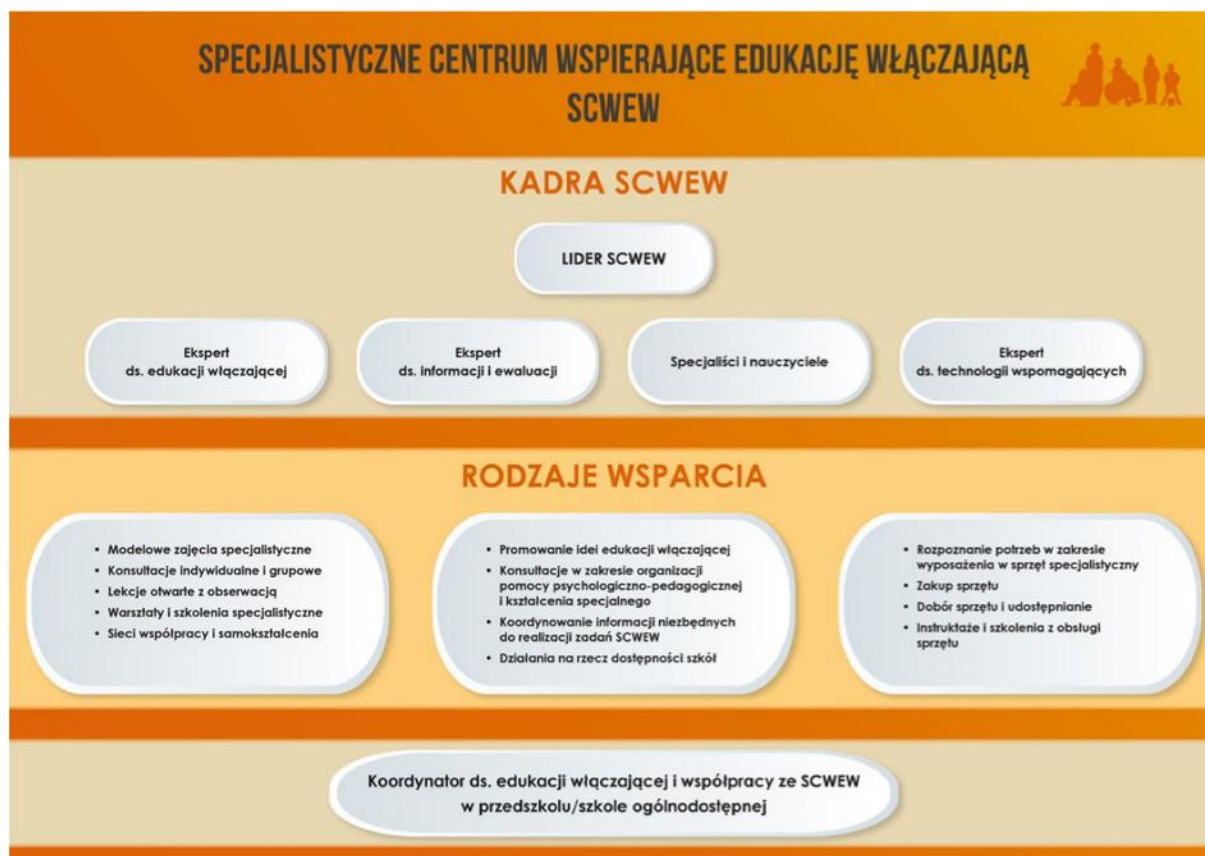 SPECJALISTYCZNE CENTRUM WSPIERAJĄCE EDUKACJĘ WŁĄCZAJĄCĄ
SCWEW
KADRA SCWEW
LIDER SCWEW
Ekspert
ds. edukacji włączającej
Ekspert
ds. informacji i ewaluacji
Specjaliści i nauczyciele
Ekspert
ds. technologii wspomagających
RODZAJE WSPARCIA
• Modelowe zajęcia specjalistyczne
• Konsultacje indywidualne i grupowe
• Lekcje otwarte z obserwacją
• Warsztaty i szkolenia specjalistyczne
• Sieci współpracy i samokształcenia
• Promowanie idei edukacji włączającej
• Konsultacje w zakresie organizacji
pomocy psychologiczno-pedagogicznej
i kształcenia specjalnego
• Koordynowanie informacji niezbędnych
do realizacji zadań SCWEW
• Działania na rzecz dostępności szkół
• Rozpoznanie potrzeb w zakresie
wyposażenia w sprzęt specjalistyczny
• Zakup sprzętu
• Dobór sprzętu i udostępnianie
• Instruktaże i szkolenia z obsługi
sprzętu
Koordynator ds. edukacji włączającej i współpracy ze SCWEW
w przedszkolu/szkole ogólnodostępnej